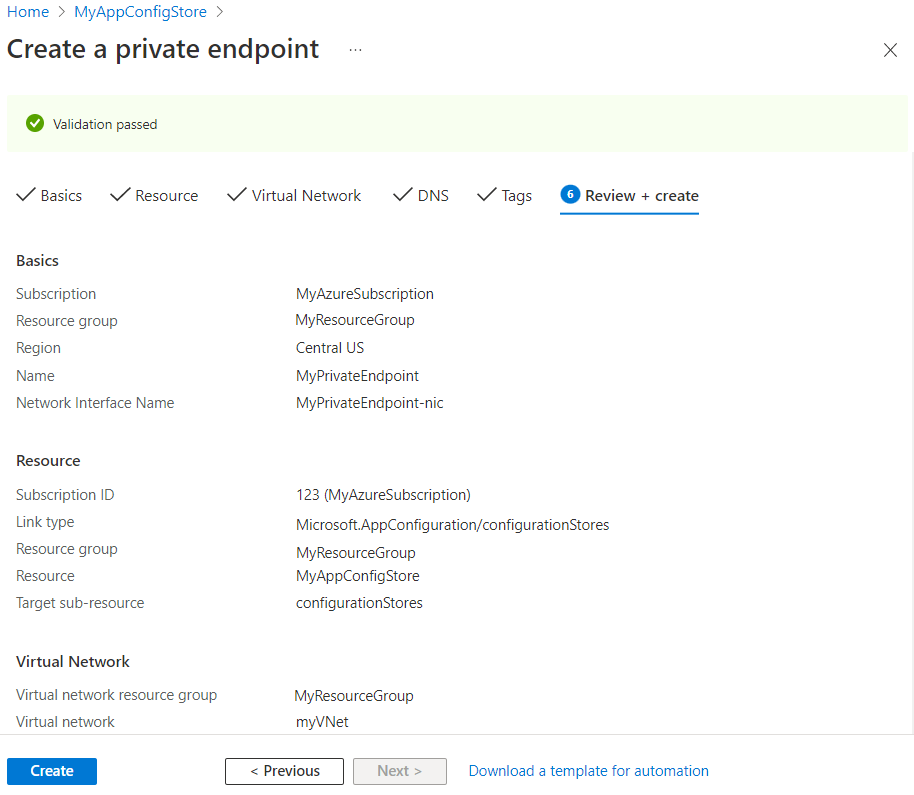 Home > MyAppConfigStore >
Create a private endpoint ...
Validation passed
Basics Resource Virtual Network DNS Tags 6 Review + create
Basics
Subscription MyAzureSubscription
Resource group MyResourceGroup
Region Central US
Name MyPrivateEndpoint
Network Interface Name MyPrivateEndpoint-nic
Resource
Subscription ID 123 (MyAzureSubscription)
Link type Microsoft.AppConfiguration/configurationStores
Resource group MyResourceGroup
Resource MyAppConfigStore
Target sub-resource configurationStores
Virtual Network
Virtual network resource group MyResourceGroup
Virtual network myVNet
Create < Previous Next > Download a template for automation